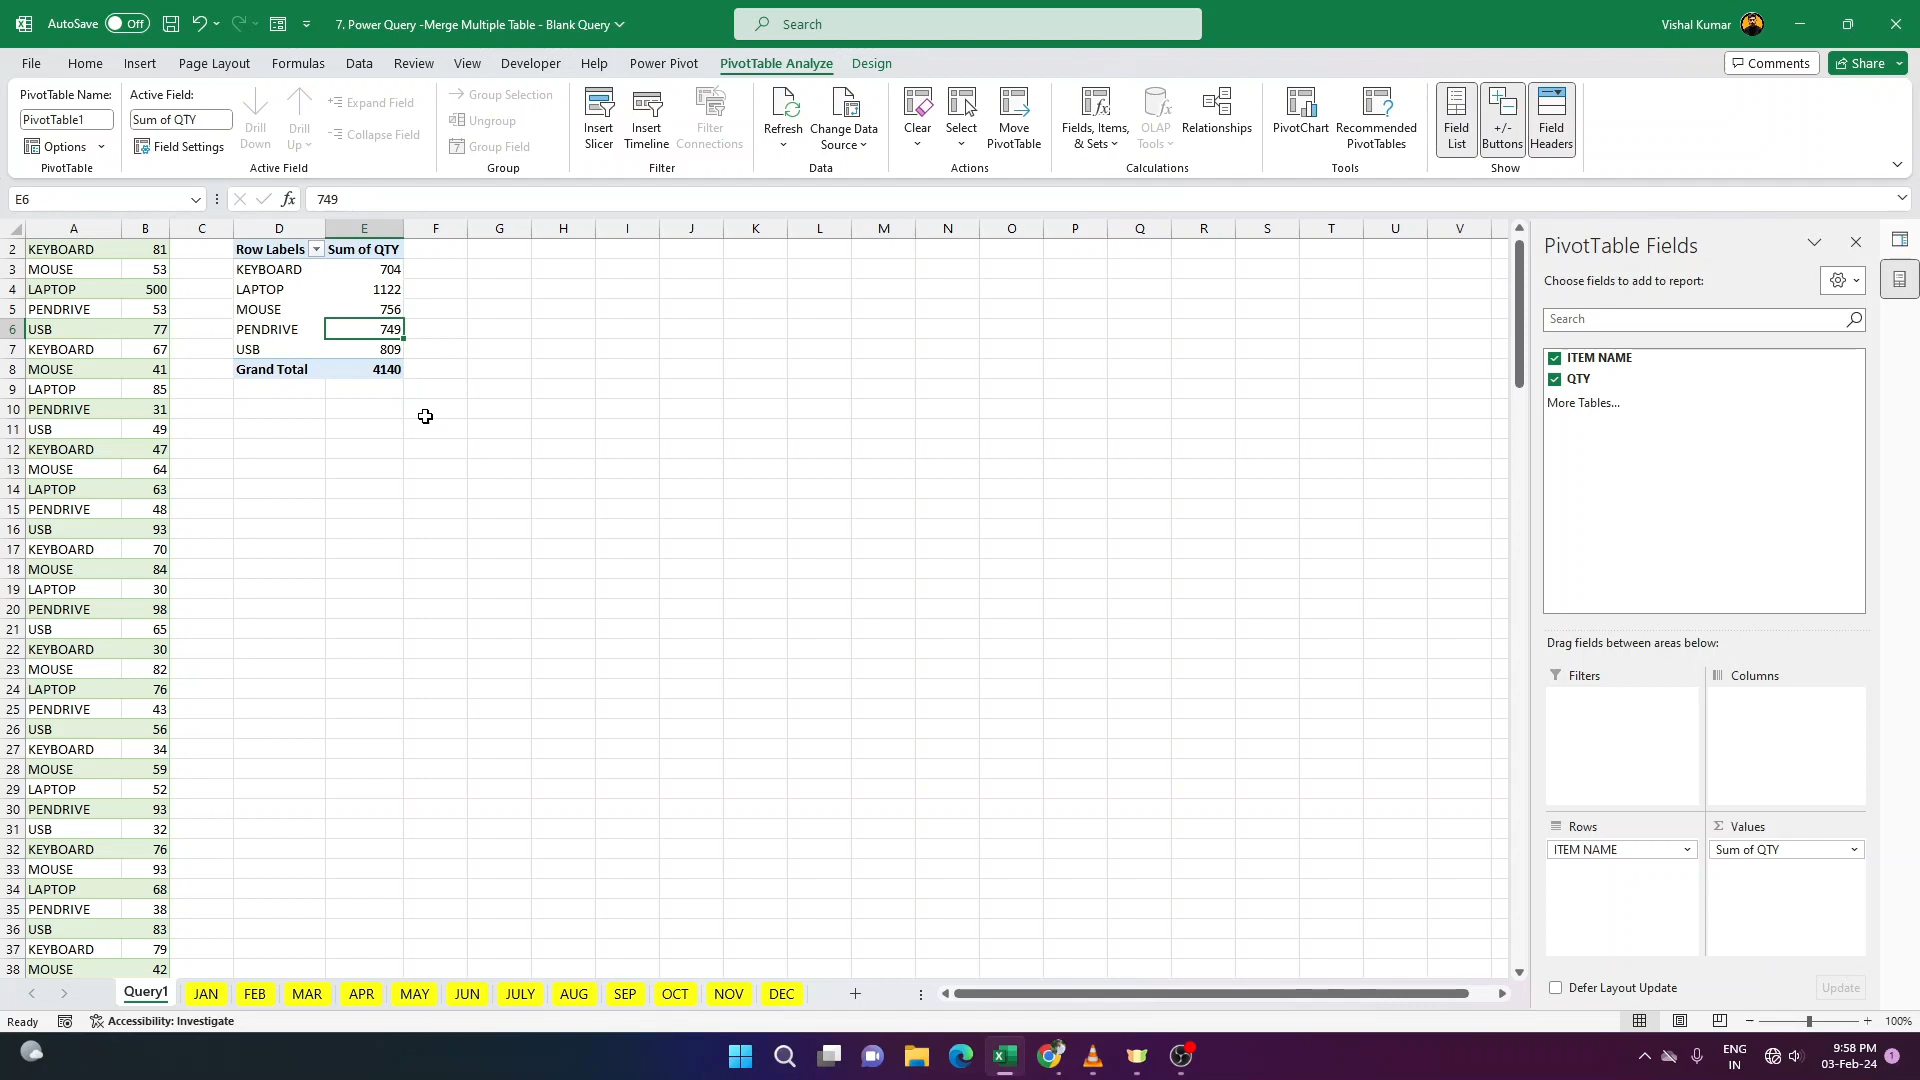 AutoSave Off 7. Power Query -Merge Multiple Table - Blank Query Search Vishal Kumar
File Home Insert Page Layout Formulas Data Review View Developer Help Power Pivot PivotTable Analyze Design Comments Share
PivotTable Name: Active Field:
PivotTable1 Sum of QTY Drill Down Drill Up Expand Field Collapse Field
Options Field Settings
PivotTable Active Field
Group Selection
Ungroup
Group Field
Group
Insert Slicer Insert Timeline Filter Connections
Filter
Refresh Change Data Source
Data
Clear Select Move PivotTable
Actions
Fields, Items, & Sets OLAP Tools Relationships
Calculations
PivotChart Recommended PivotTables
Tools
Field List +/- Buttons Field Headers
Show
E6 fx 749
A B C D E F G H I J K L M N O P Q R S T U V
2 KEYBOARD 81 Row Labels Sum of QTY
3 MOUSE 53 KEYBOARD 704
4 LAPTOP 500 LAPTOP 1122
5 PENDRIVE 53 MOUSE 756
6 USB 77 PENDRIVE 749
7 KEYBOARD 67 USB 809
8 MOUSE 41 Grand Total 4140
9 LAPTOP 85
10 PENDRIVE 31
11 USB 49
12 KEYBOARD 47
13 MOUSE 64
14 LAPTOP 63
15 PENDRIVE 48
16 USB 93
17 KEYBOARD 70
18 MOUSE 84
19 LAPTOP 30
20 PENDRIVE 98
21 USB 65
22 KEYBOARD 30
23 MOUSE 82
24 LAPTOP 76
25 PENDRIVE 43
26 USB 56
27 KEYBOARD 34
28 MOUSE 59
29 LAPTOP 52
30 PENDRIVE 93
31 USB 32
32 KEYBOARD 76
33 MOUSE 93
34 LAPTOP 68
35 PENDRIVE 38
36 USB 83
37 KEYBOARD 79
38 MOUSE 42
PivotTable Fields
Choose fields to add to report:
Search
ITEM NAME
QTY
More Tables...
Drag fields between areas below:
Filters Columns
Rows Values
ITEM NAME Sum of QTY
Defer Layout Update Update
Query1 JAN FEB MAR APR MAY JUN JULY AUG SEP OCT NOV DEC
Ready Accessibility: Investigate 100%
ENG
IN
9:58 PM
03-Feb-24
1